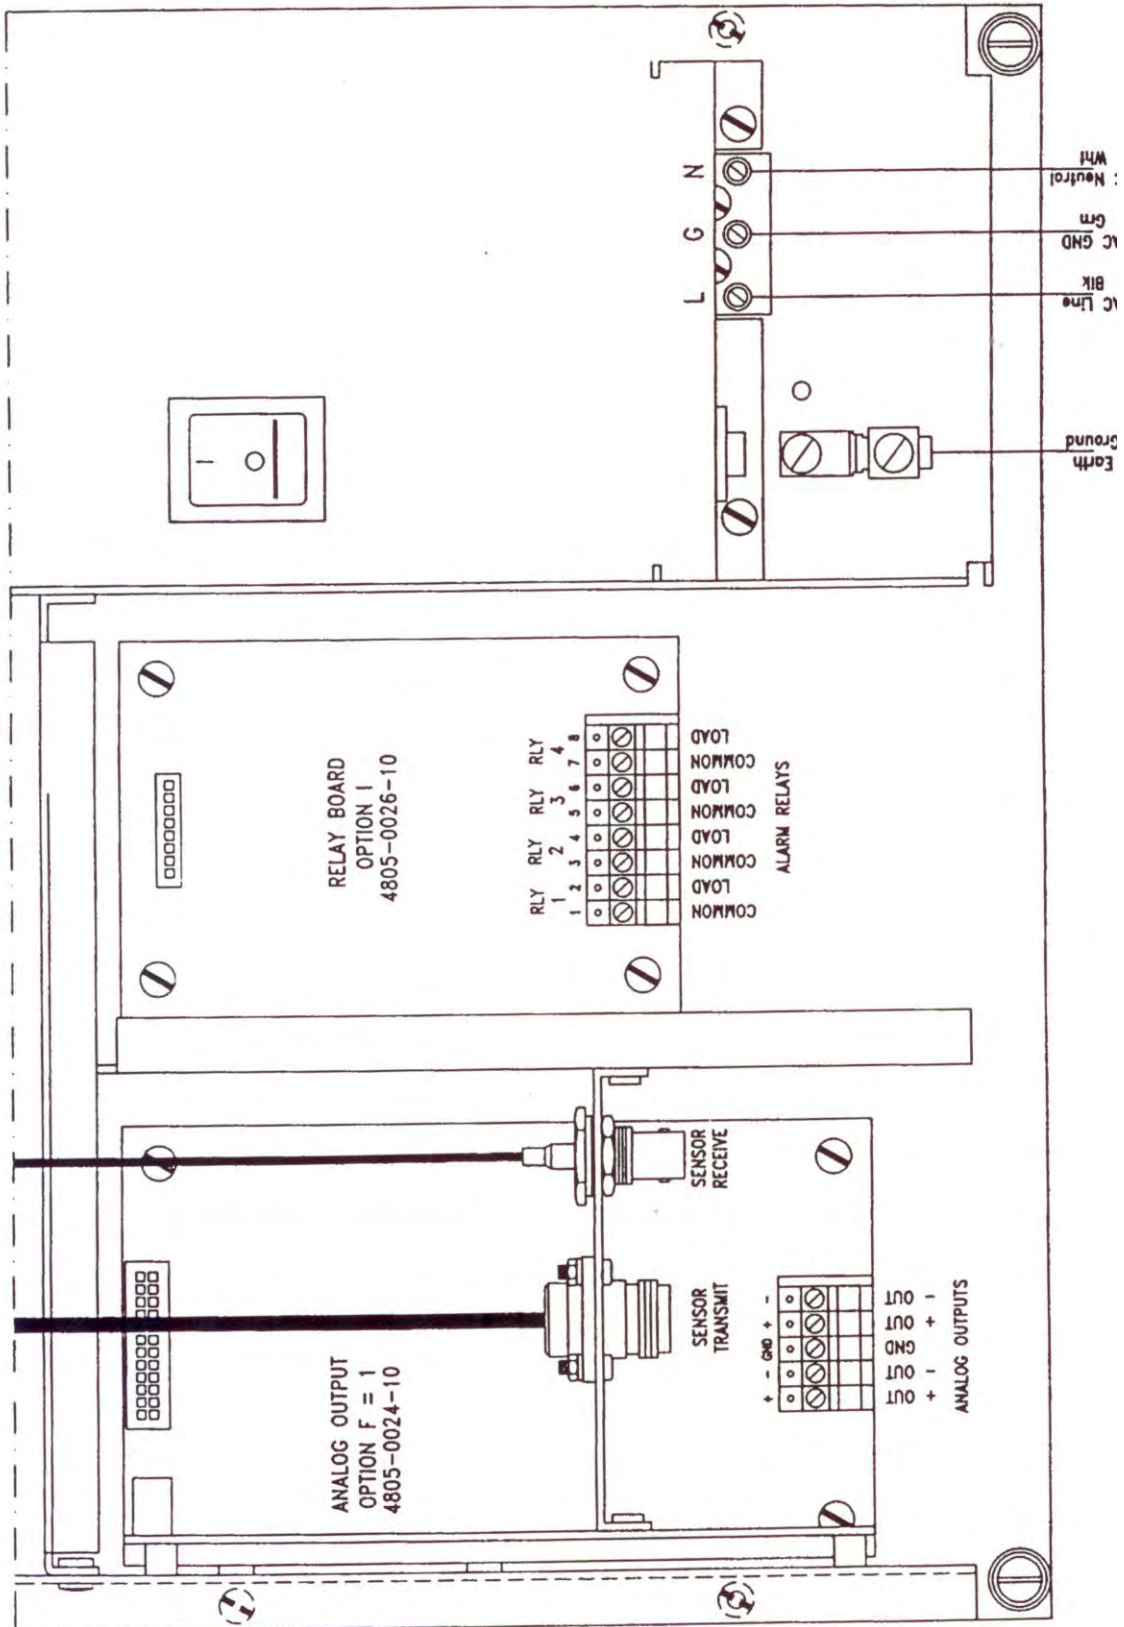 ANALOG OUTPUT
OPTION F = 1
4805-0024-10
SENSOR
TRANSMIT
SENSOR
RECEIVE
+ - GND + -
OUT +
OUT -
GND
OUT +
OUT -
ANALOG OUTPUTS
RELAY BOARD
OPTION I
4805-0026-10
RLY RLY RLY RLY
1 2 3 4
1 2 3 4 5 6 7 8
COMMON
LOAD
COMMON
LOAD
COMMON
LOAD
COMMON
LOAD
ALARM RELAYS
I
O
L G N
Earth
Ground
AC Line
Blk
AC GND
Grn
Neutral
Wht